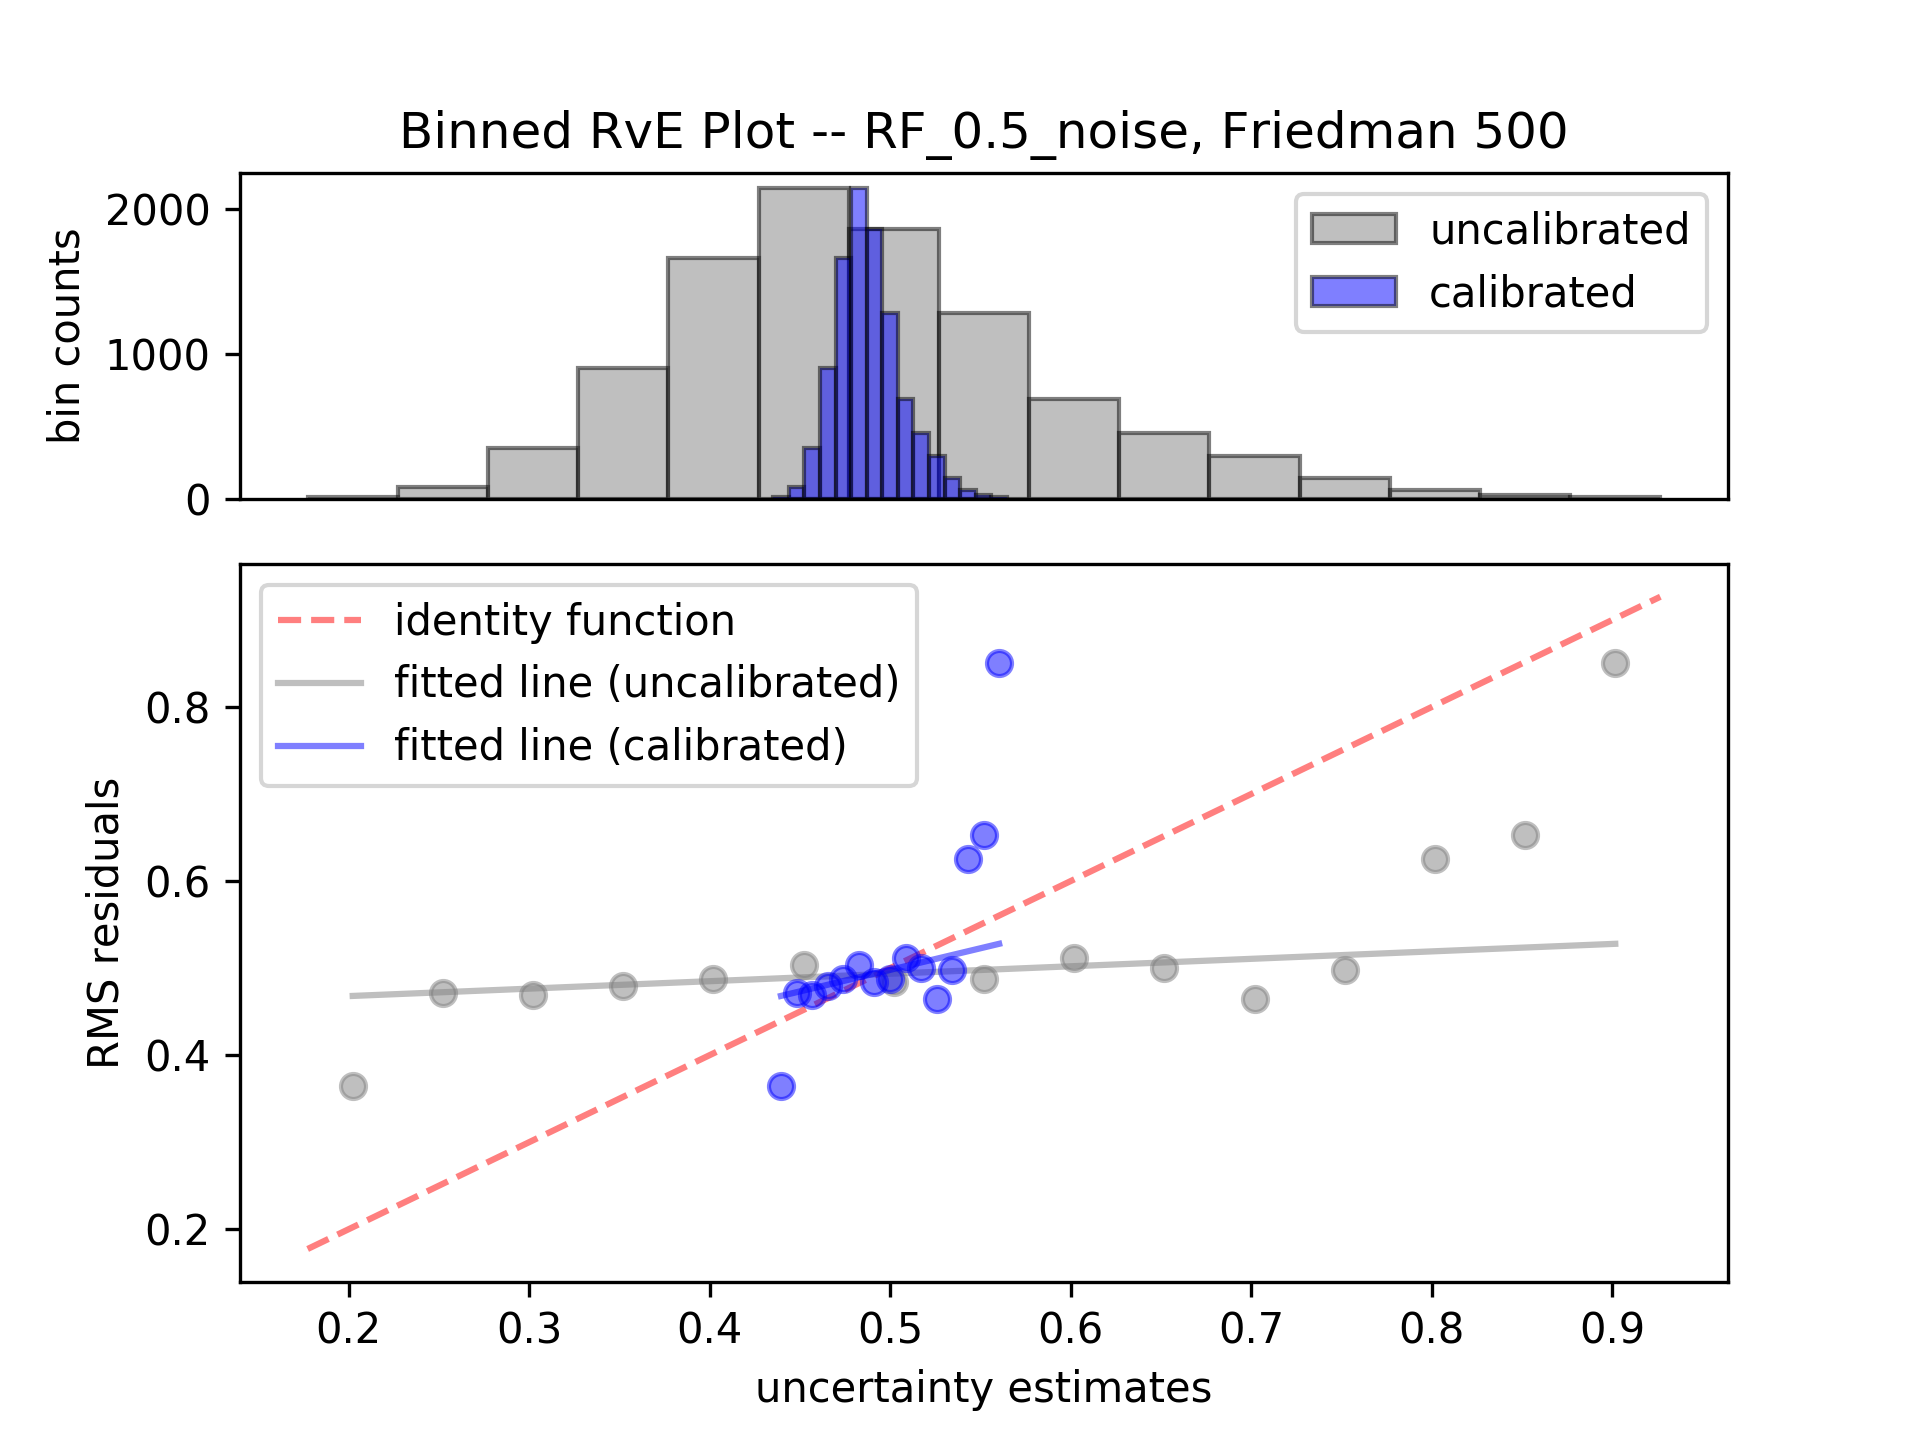 Binned RvE Plot -- RF_0.5_noise, Friedman 500
bin counts
2000
1000
0
uncalibrated
calibrated
RMS residuals
0.8
0.6
0.4
0.2
identity function
fitted line (uncalibrated)
fitted line (calibrated)
0.2 0.3 0.4 0.5 0.6 0.7 0.8 0.9
uncertainty estimates